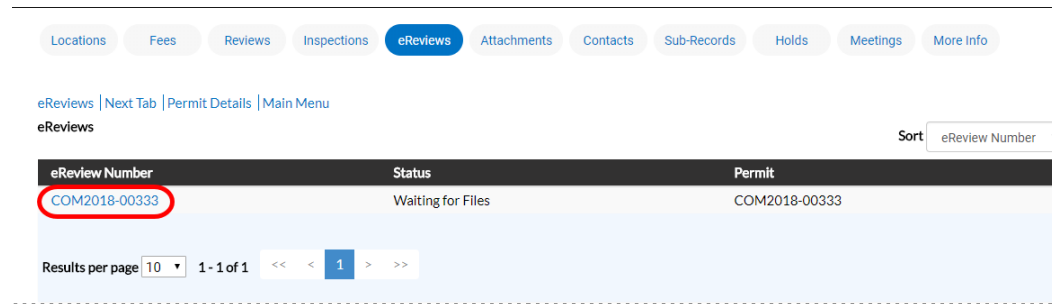 Locations Fees Reviews Inspections eReviews Attachments Contacts Sub-Records Holds Meetings More Info
eReviews | Next Tab | Permit Details | Main Menu
eReviews
Sort eReview Number
eReview Number Status Permit
COM2018-00333 Waiting for Files COM2018-00333
Results per page 10 ▼ 1 - 1 of 1 << < 1 > >>